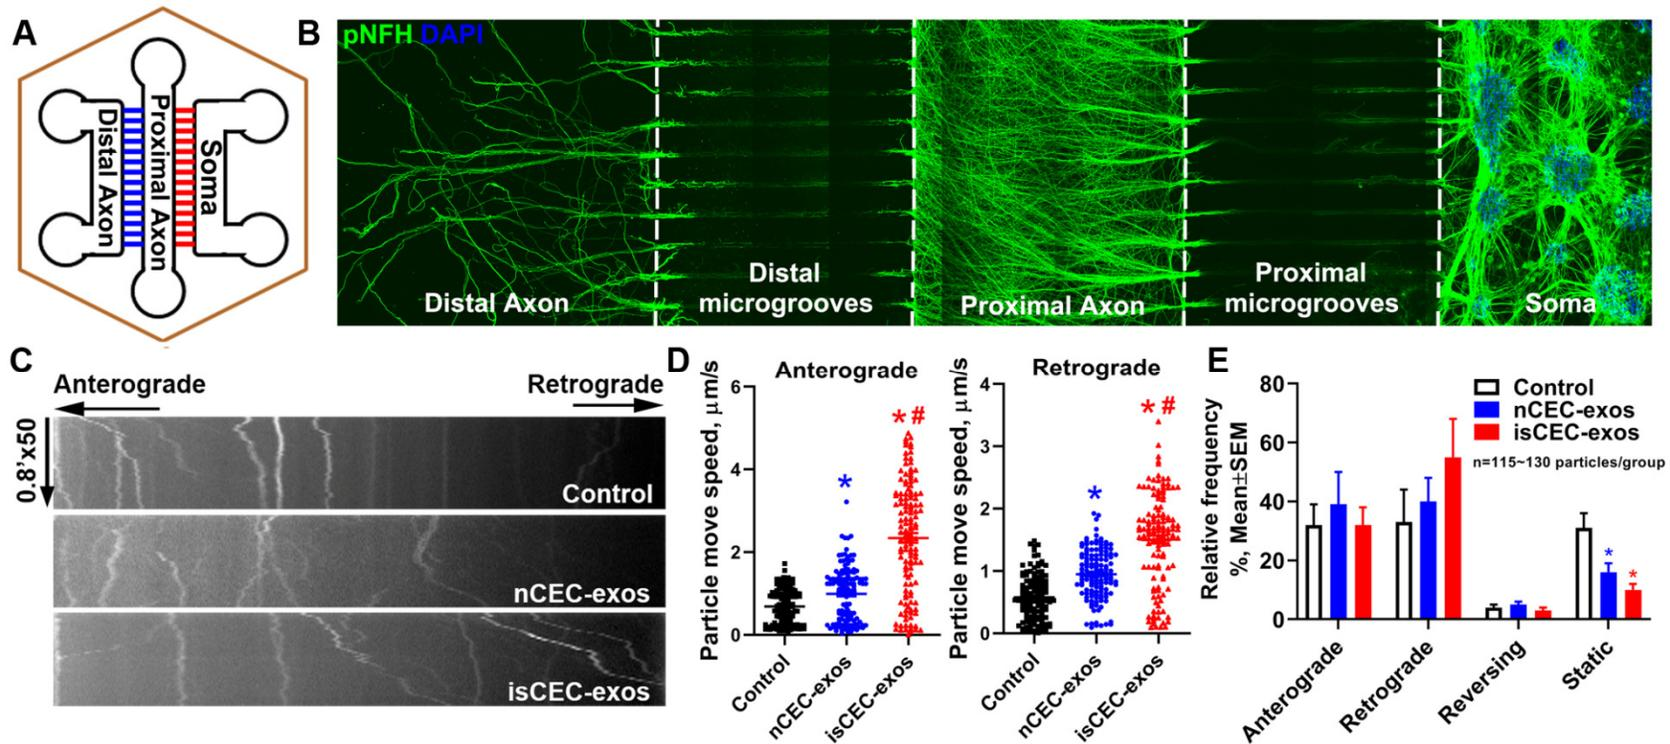 A
Distal Axon
Proximal Axon
Soma
B
pNFH DAPI
Distal Axon
Distal
microgrooves
Proximal Axon
Proximal
microgrooves
Soma
C
Anterograde
Retrograde
0.8'x50
Control
nCEC-exos
isCEC-exos
D
Anterograde
Particle move speed, μm/s
6
4
2
0
*
* #
Control
nCEC-exos
isCEC-exos
Retrograde
Particle move speed, μm/s
4
3
2
1
0
*
* #
Control
nCEC-exos
isCEC-exos
E
Relative frequency
%, Mean±SEM
80
60
40
20
0
Control
nCEC-exos
isCEC-exos
n=115~130 particles/group
*
*
Anterograde
Retrograde
Reversing
Static